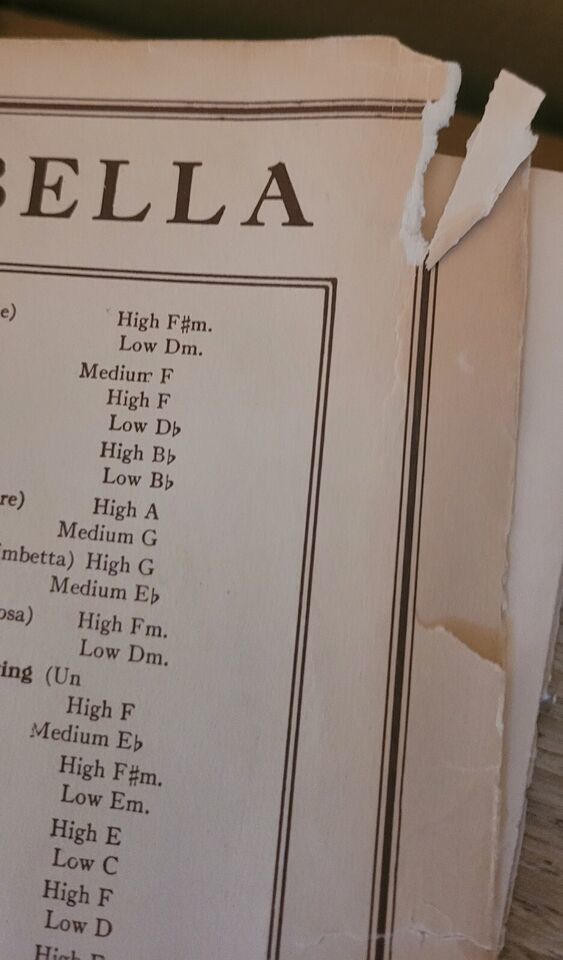 BELLA
e) High F♯m.
Low Dm.
Medium F
High F
Low D♭
High B♭
Low B♭
re) High A
Medium G
mbetta) High G
Medium E♭
osa) High Fm.
Low Dm.
ing (Un
High F
Medium E♭
High F♯m.
Low Em.
High E
Low C
High F
Low D
High